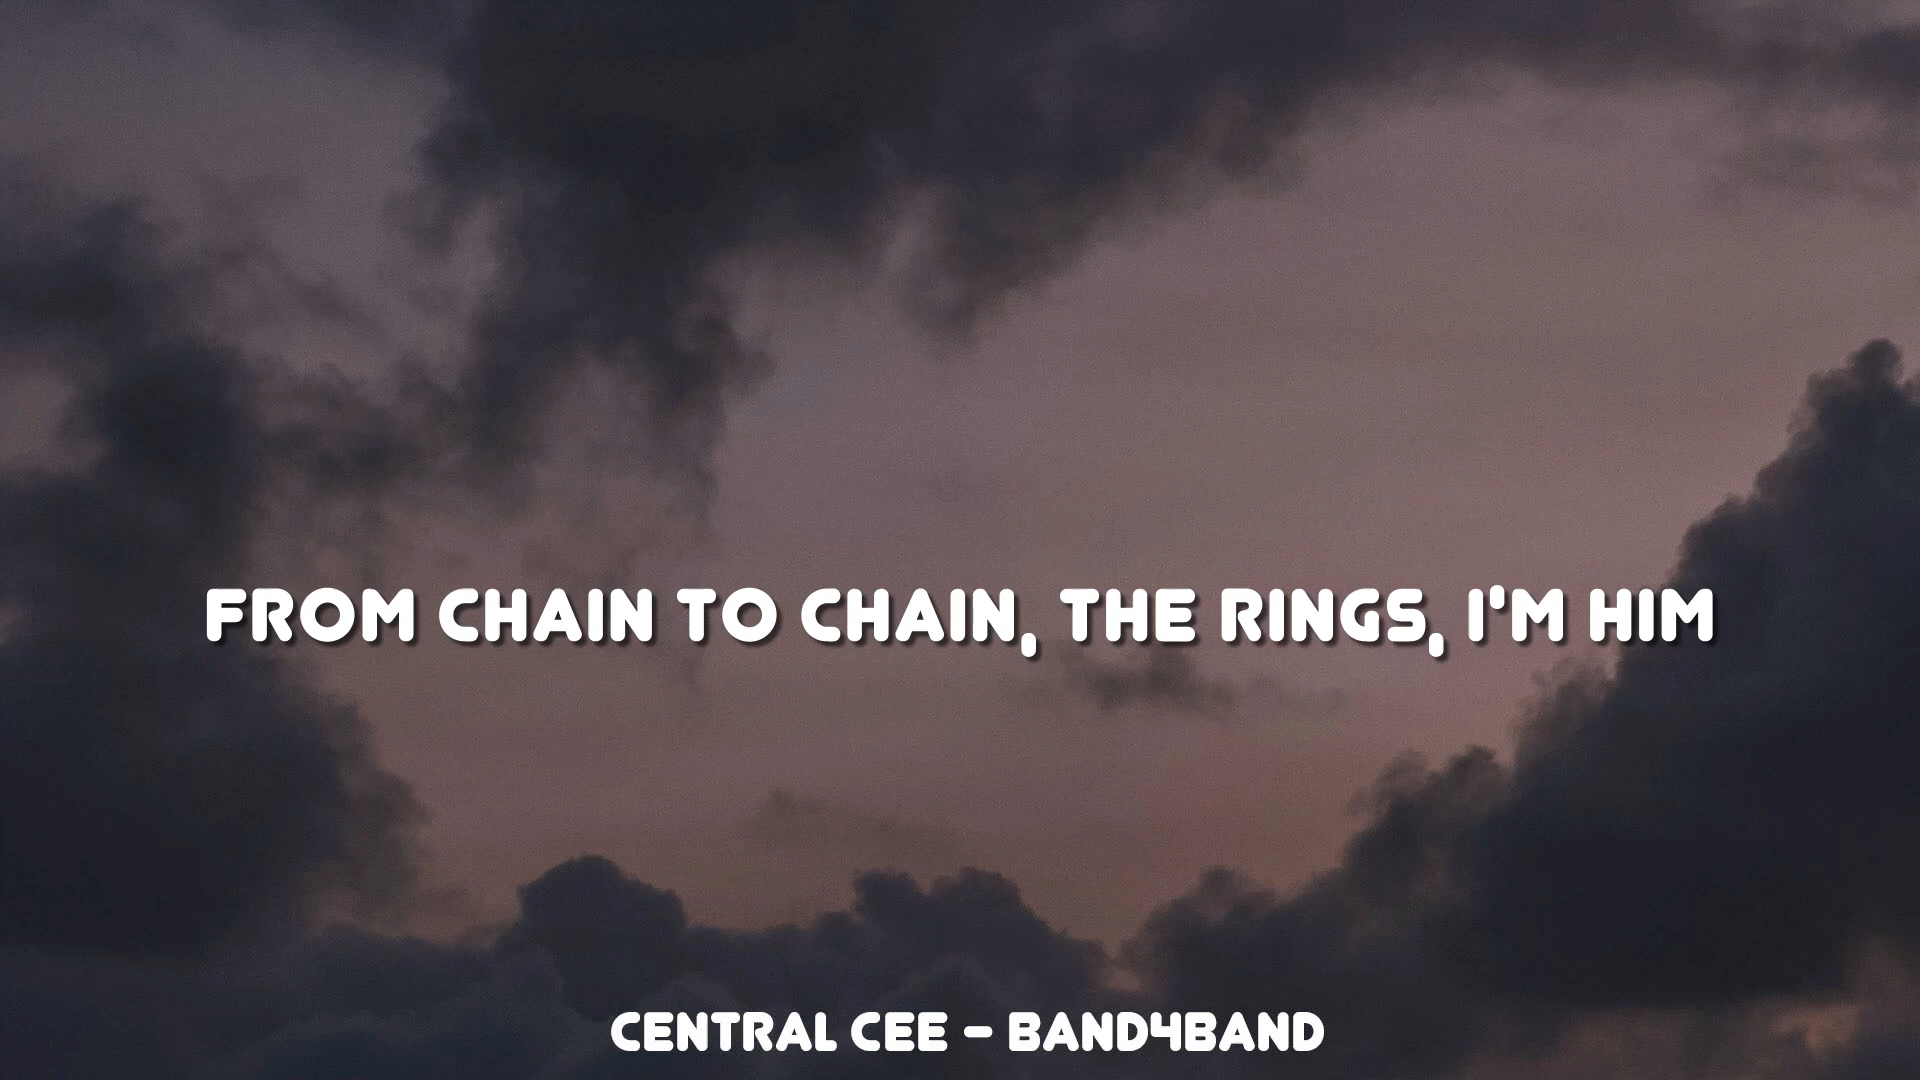 FROM CHAIN TO CHAIN, THE RINGS, I'M HIM
CENTRAL CEE - BAND4BAND